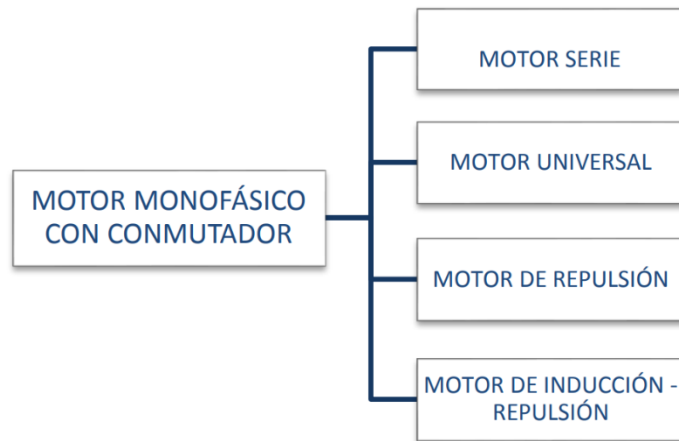 MOTOR MONOFÁSICO
CON CONMUTADOR
MOTOR SERIE
MOTOR UNIVERSAL
MOTOR DE REPULSIÓN
MOTOR DE INDUCCIÓN -
REPULSIÓN